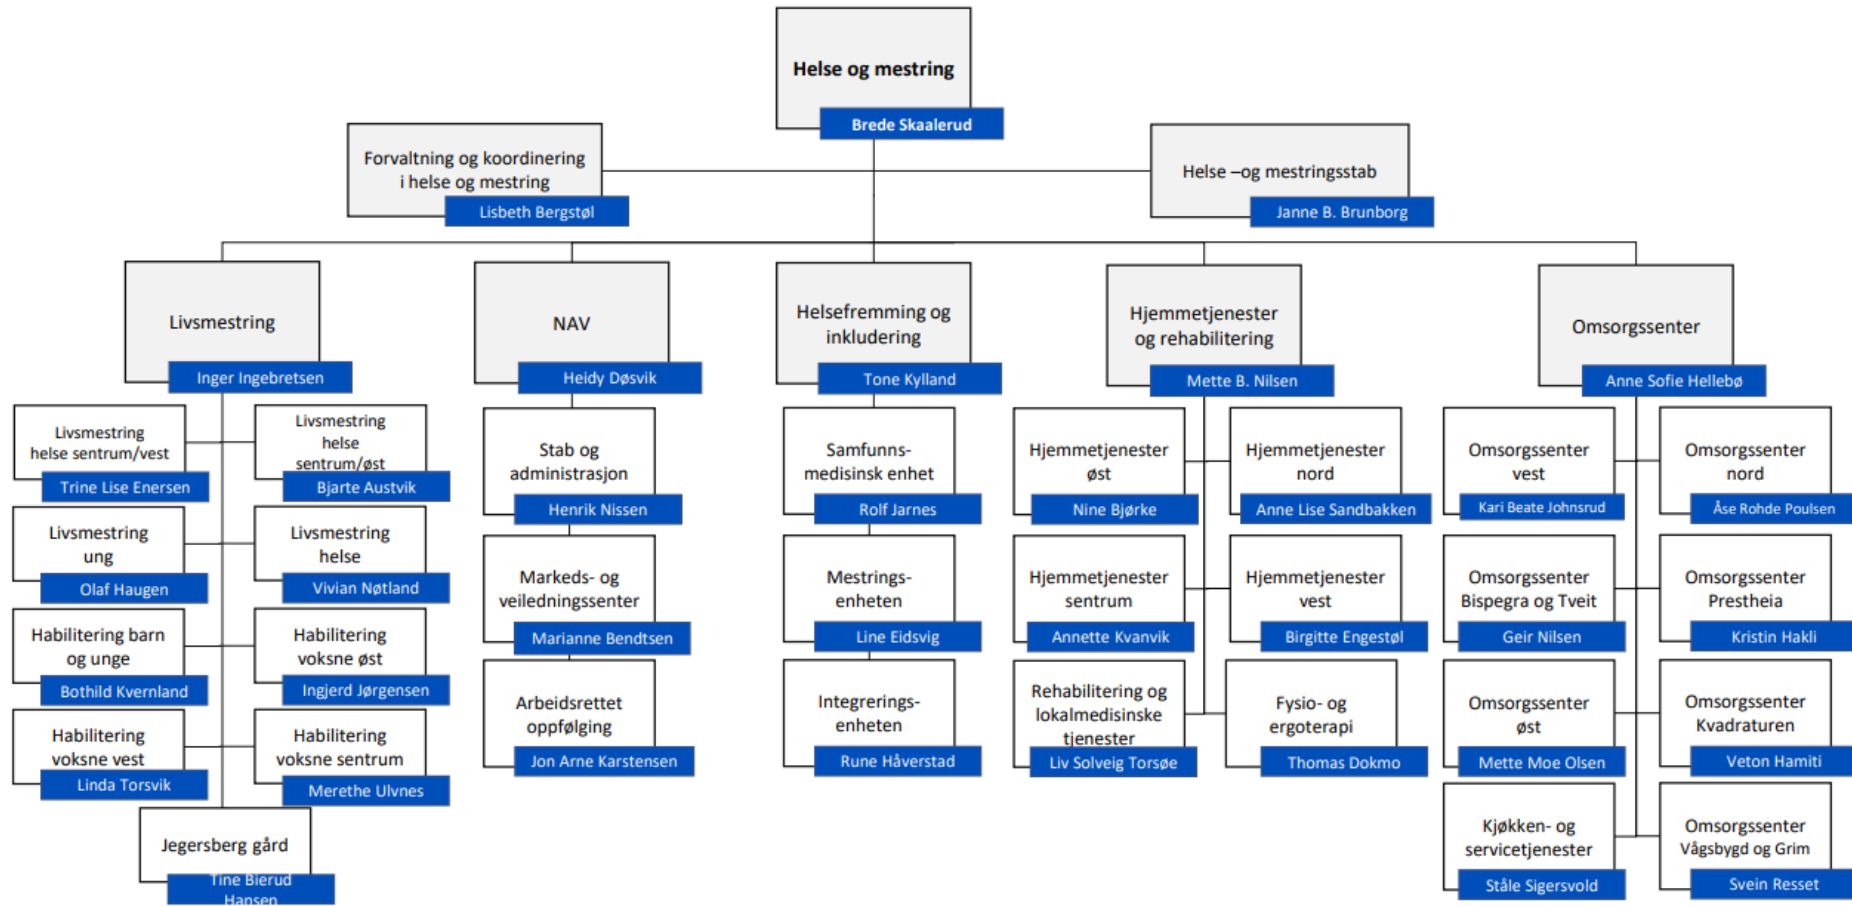 Helse og mestring
Brede Skaalerud
Forvaltning og koordinering
i helse og mestring
Lisbeth Bergstøl
Helse –og mestringsstab
Janne B. Brunborg
Livsmestring
Inger Ingebretsen
NAV
Heidy Døsvik
Helsefremming og
inkludering
Tone Kylland
Hjemmetjenester
og rehabilitering
Mette B. Nilsen
Omsorgssenter
Anne Sofie Hellebø
Livsmestring
helse sentrum/vest
Trine Lise Enersen
Livsmestring
helse
sentrum/øst
Bjarte Austvik
Livsmestring
ung
Olaf Haugen
Livsmestring
helse
Vivian Nøtland
Habilitering barn
og unge
Bothild Kvernland
Habilitering
voksne øst
Ingjerd Jørgensen
Habilitering
voksne vest
Linda Torsvik
Habilitering
voksne sentrum
Merethe Ulvnes
Jegersberg gård
Tine Bierud
Hansen
Stab og
administrasjon
Henrik Nissen
Markeds- og
veiledningssenter
Marianne Bendtsen
Arbeidsrettet
oppfølging
Jon Arne Karstensen
Samfunns-
medisinsk enhet
Rolf Jarnes
Mestrings-
enheten
Line Eidsvig
Integrerings-
enheten
Rune Håverstad
Hjemmetjenester
øst
Nine Bjørke
Hjemmetjenester
nord
Anne Lise Sandbakken
Hjemmetjenester
sentrum
Annette Kvanvik
Hjemmetjenester
vest
Birgitte Engestøl
Rehabilitering og
lokalmedisinske
tjenester
Liv Solveig Torsøe
Fysio- og
ergoterapi
Thomas Dokmo
Omsorgssenter
vest
Kari Beate Johnsrud
Omsorgssenter
nord
Åse Rohde Poulsen
Omsorgssenter
Bispegra og Tveit
Geir Nilsen
Omsorgssenter
Prestheia
Kristin Hakli
Omsorgssenter
øst
Mette Moe Olsen
Omsorgssenter
Kvadraturen
Veton Hamiti
Kjøkken- og
servicetjenester
Ståle Sigersvold
Omsorgssenter
Vågsbygd og Grim
Svein Resset